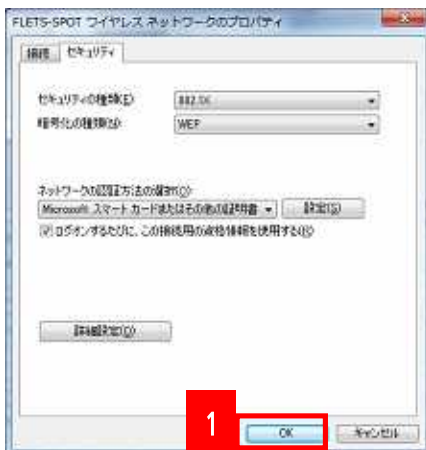 FLETS-SPOT ワイヤレス ネットワークのプロパティ
接続 セキュリティ
セキュリティの種類(E) 802.1X
暗号化の種類(N) WEP
ネットワークの認証方法の選択(O)
Microsoft スマート カードまたはその他の証明書 設定(S)
ログオンするたびに、この接続用の資格情報を使用する(R)
詳細設定(D)
1
OK キャンセル